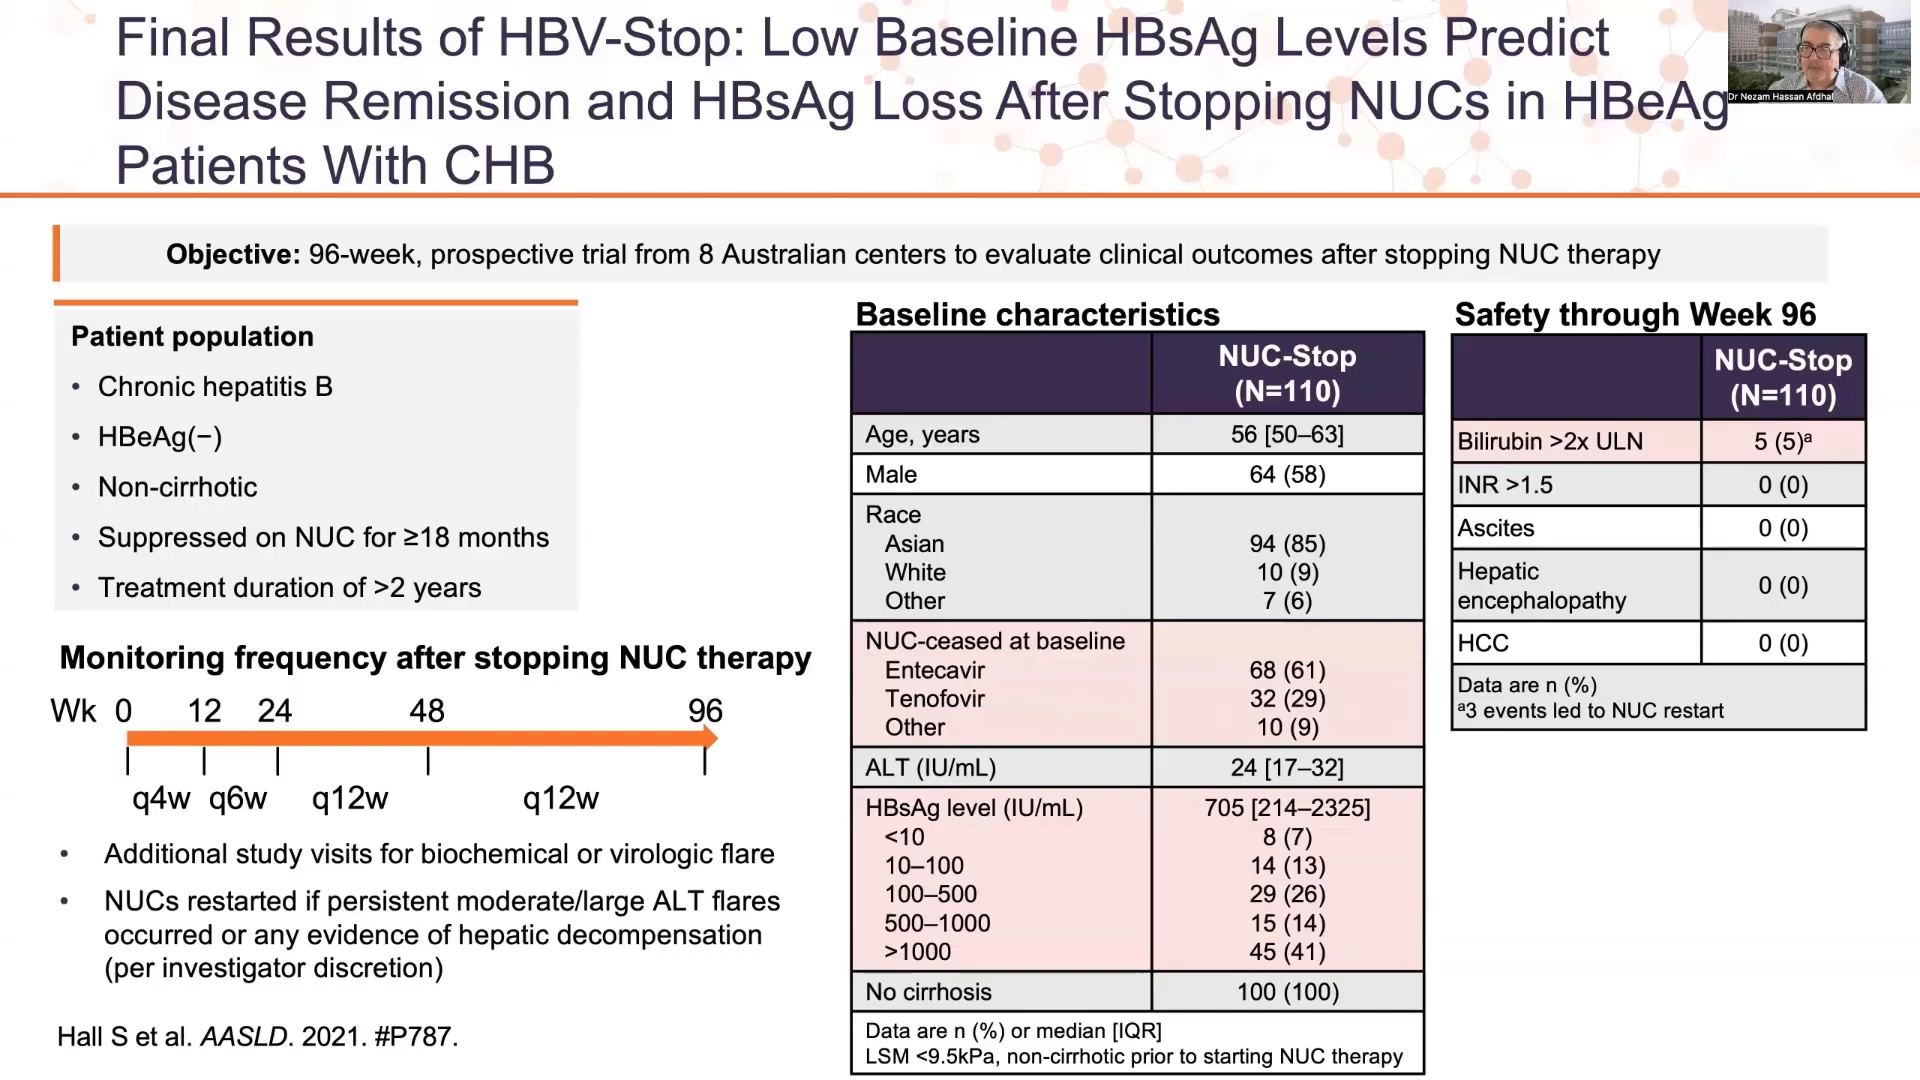 Final Results of HBV-Stop: Low Baseline HBsAg Levels Predict
Disease Remission and HBsAg Loss After Stopping NUCs in HBeAg
Patients With CHB
Dr Nezam Hassan Afdhal
Objective: 96-week, prospective trial from 8 Australian centers to evaluate clinical outcomes after stopping NUC therapy
Patient population
• Chronic hepatitis B
• HBeAg(−)
• Non-cirrhotic
• Suppressed on NUC for ≥18 months
• Treatment duration of >2 years
Monitoring frequency after stopping NUC therapy
Wk 0 12 24 48 96
q4w q6w q12w q12w
• Additional study visits for biochemical or virologic flare
• NUCs restarted if persistent moderate/large ALT flares
occurred or any evidence of hepatic decompensation
(per investigator discretion)
Hall S et al. AASLD. 2021. #P787.
Baseline characteristics
NUC-Stop
(N=110)
Age, years 56 [50–63]
Male 64 (58)
Race
Asian 94 (85)
White 10 (9)
Other 7 (6)
NUC-ceased at baseline
Entecavir 68 (61)
Tenofovir 32 (29)
Other 10 (9)
ALT (IU/mL) 24 [17–32]
HBsAg level (IU/mL) 705 [214–2325]
<10 8 (7)
10–100 14 (13)
100–500 29 (26)
500–1000 15 (14)
>1000 45 (41)
No cirrhosis 100 (100)
Data are n (%) or median [IQR]
LSM <9.5kPa, non-cirrhotic prior to starting NUC therapy
Safety through Week 96
NUC-Stop
(N=110)
Bilirubin >2x ULN 5 (5)ᵃ
INR >1.5 0 (0)
Ascites 0 (0)
Hepatic
encephalopathy 0 (0)
HCC 0 (0)
Data are n (%)
ᵃ3 events led to NUC restart